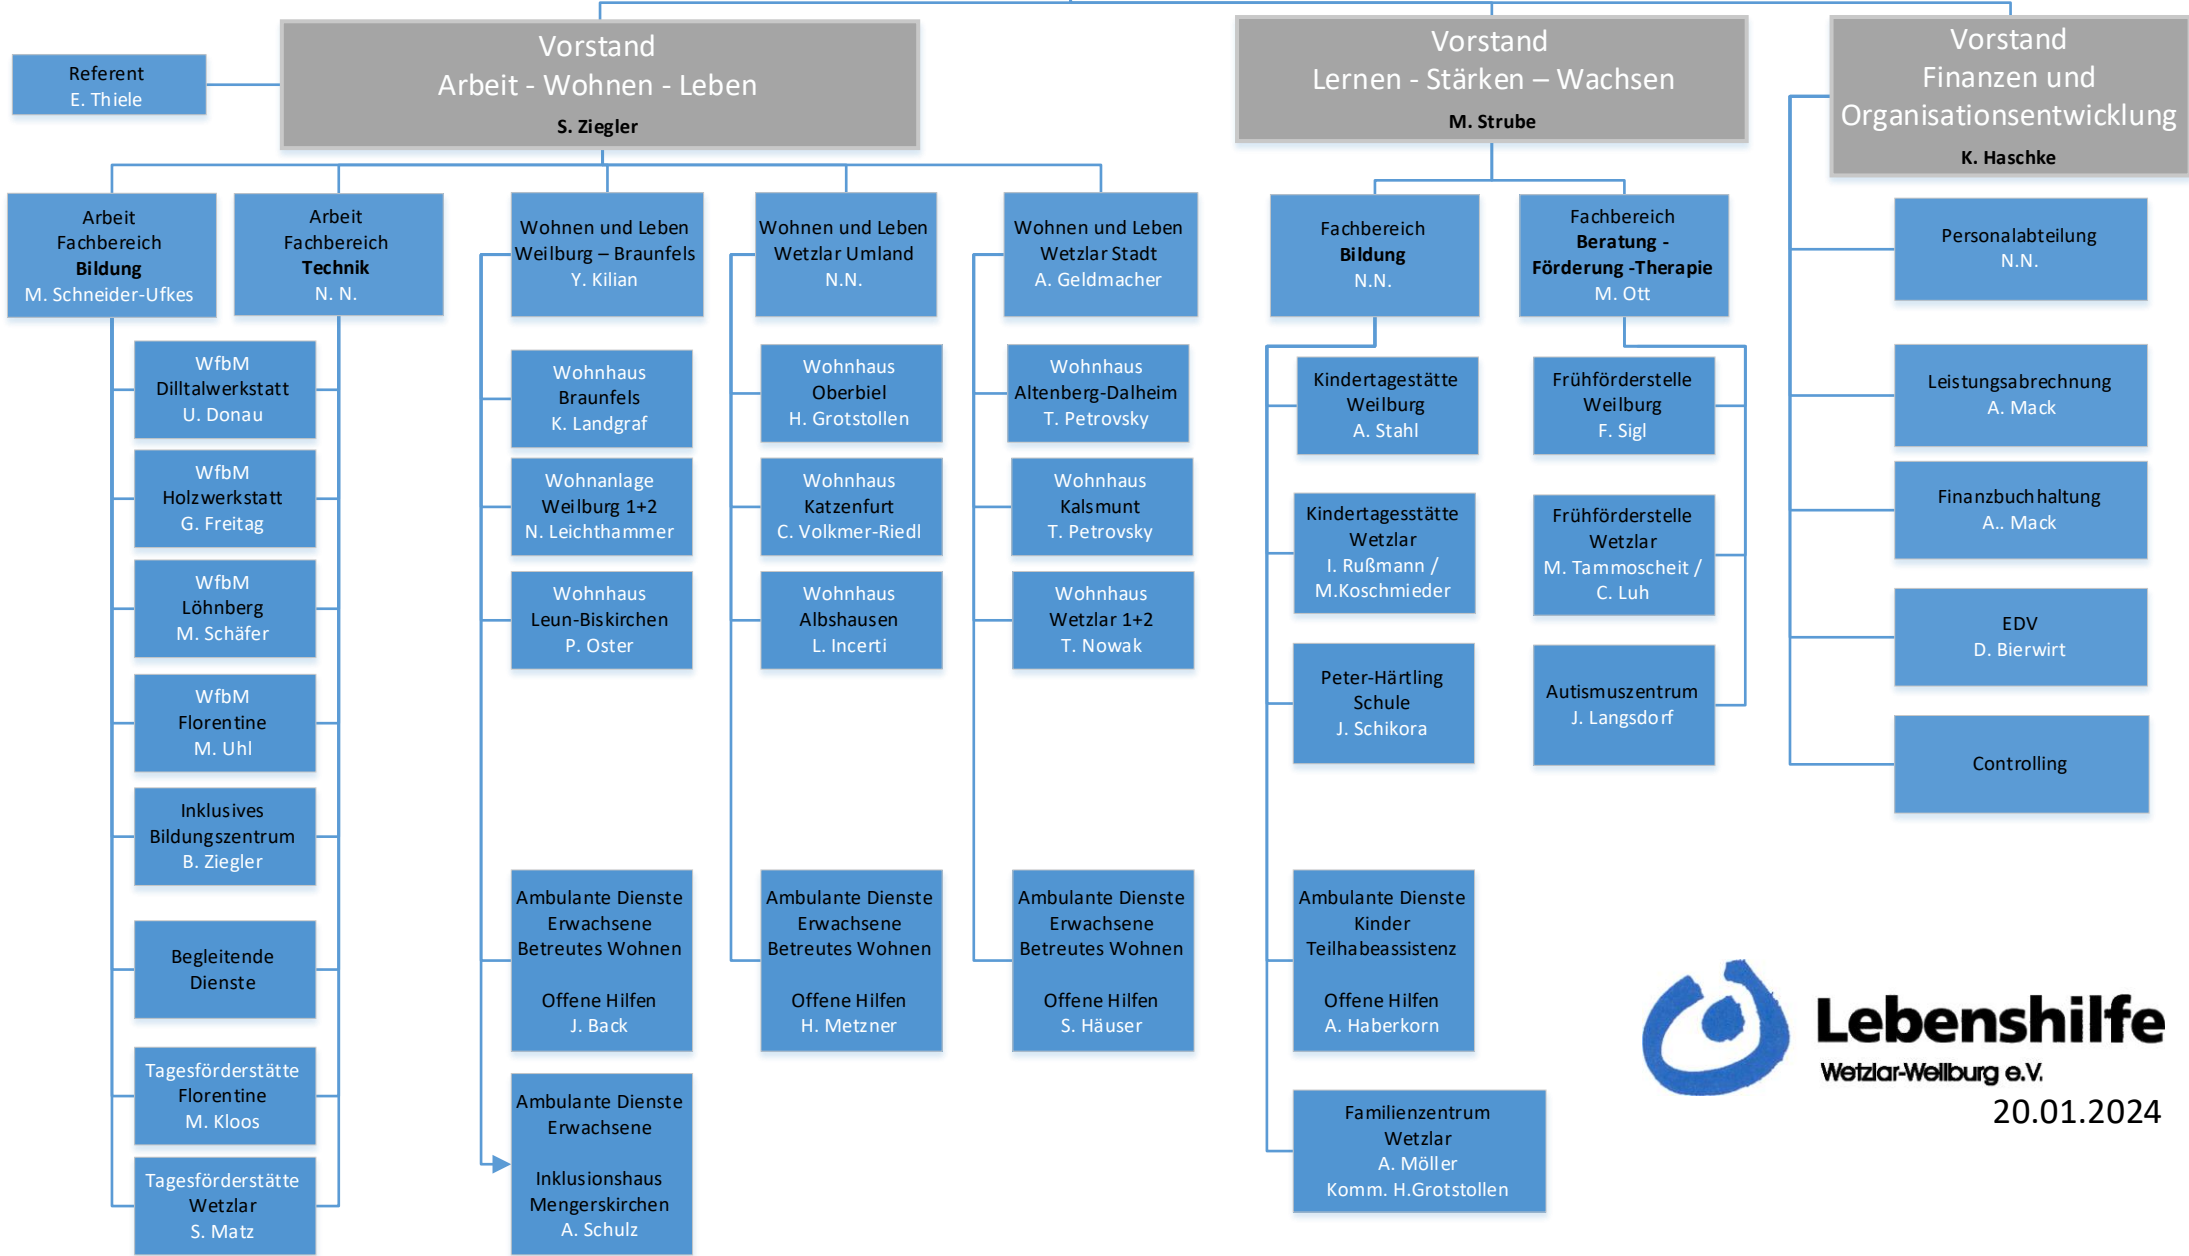 Referent
E. Thiele
Vorstand
Arbeit - Wohnen - Leben
S. Ziegler
Vorstand
Lernen - Stärken – Wachsen
M. Strube
Vorstand
Finanzen und
Organisationsentwicklung
K. Haschke
Arbeit
Fachbereich
Bildung
M. Schneider-Ufkes
Arbeit
Fachbereich
Technik
N. N.
Wohnen und Leben
Weilburg – Braunfels
Y. Kilian
Wohnen und Leben
Wetzlar Umland
N.N.
Wohnen und Leben
Wetzlar Stadt
A. Geldmacher
Fachbereich
Bildung
N.N.
Fachbereich
Beratung -
Förderung -Therapie
M. Ott
Personalabteilung
N.N.
WfbM
Dilltalwerkstatt
U. Donau
WfbM
Holzwerkstatt
G. Freitag
WfbM
Löhnberg
M. Schäfer
WfbM
Florentine
M. Uhl
Inklusives
Bildungszentrum
B. Ziegler
Begleitende
Dienste
Tagesförderstätte
Florentine
M. Kloos
Tagesförderstätte
Wetzlar
S. Matz
Wohnhaus
Braunfels
K. Landgraf
Wohnanlage
Weilburg 1+2
N. Leichthammer
Wohnhaus
Leun-Biskirchen
P. Oster
Ambulante Dienste
Erwachsene
Betreutes Wohnen
Offene Hilfen
J. Back
Ambulante Dienste
Erwachsene
Inklusionshaus
Mengerskirchen
A. Schulz
Wohnhaus
Oberbiel
H. Grotstollen
Wohnhaus
Katzenfurt
C. Volkmer-Riedl
Wohnhaus
Albshausen
L. Incerti
Ambulante Dienste
Erwachsene
Betreutes Wohnen
Offene Hilfen
H. Metzner
Wohnhaus
Altenberg-Dalheim
T. Petrovsky
Wohnhaus
Kalsmunt
T. Petrovsky
Wohnhaus
Wetzlar 1+2
T. Nowak
Ambulante Dienste
Erwachsene
Betreutes Wohnen
Offene Hilfen
S. Häuser
Kindertagestätte
Weilburg
A. Stahl
Kindertagesstätte
Wetzlar
I. Rußmann /
M.Koschmieder
Peter-Härtling
Schule
J. Schikora
Ambulante Dienste
Kinder
Teilhabeassistenz
Offene Hilfen
A. Haberkorn
Familienzentrum
Wetzlar
A. Möller
Komm. H.Grotstollen
Frühförderstelle
Weilburg
F. Sigl
Frühförderstelle
Wetzlar
M. Tammoscheit /
C. Luh
Autismuszentrum
J. Langsdorf
Leistungsabrechnung
A. Mack
Finanzbuchhaltung
A.. Mack
EDV
D. Bierwirt
Controlling
Lebenshilfe
Wetzlar-Weilburg e.V.
20.01.2024